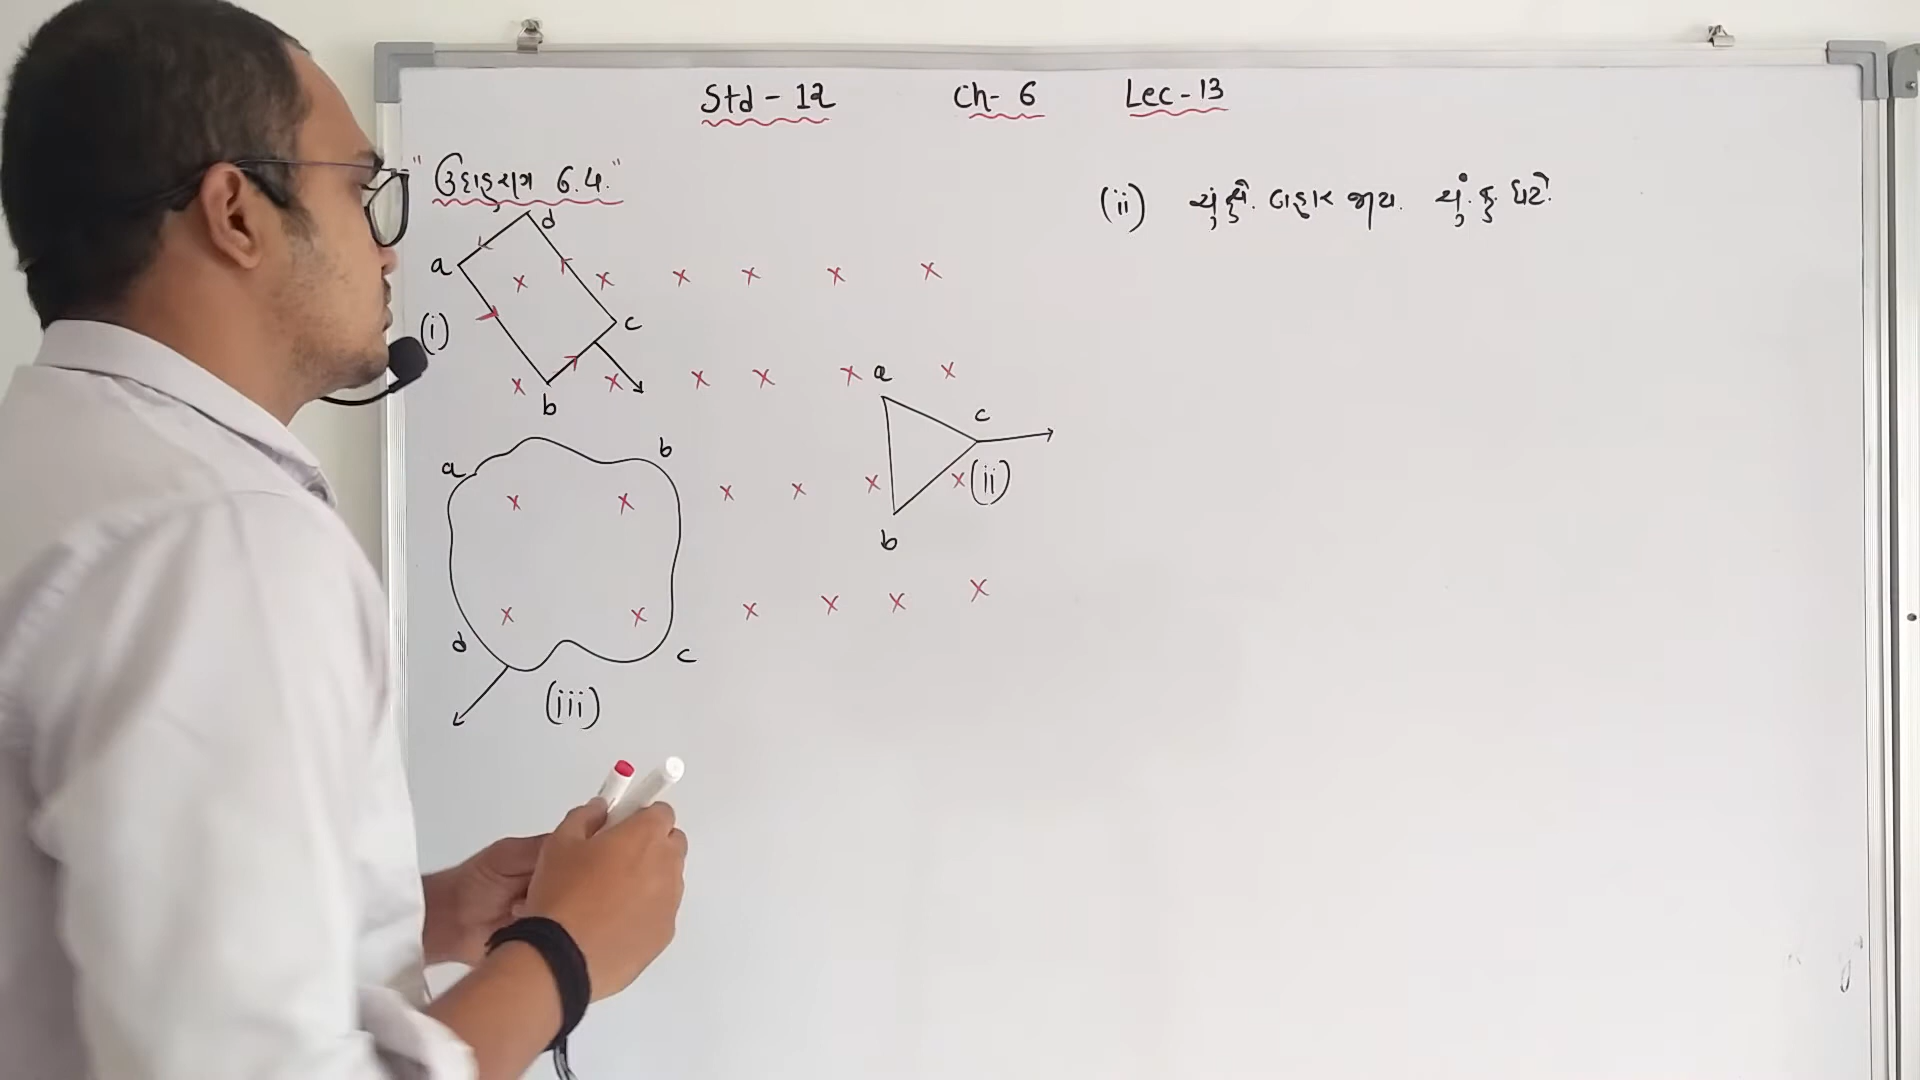 Std - 12 Ch- 6 Lec - 13
"ઉદાહરણ 6.4."
(ii) ચું. ક્ષે. બહાર જાય. ચું. ફ્. ઘટે.
d
a
c
(i)
b
a
c
(ii)
b
a
b
d
c
(iii)